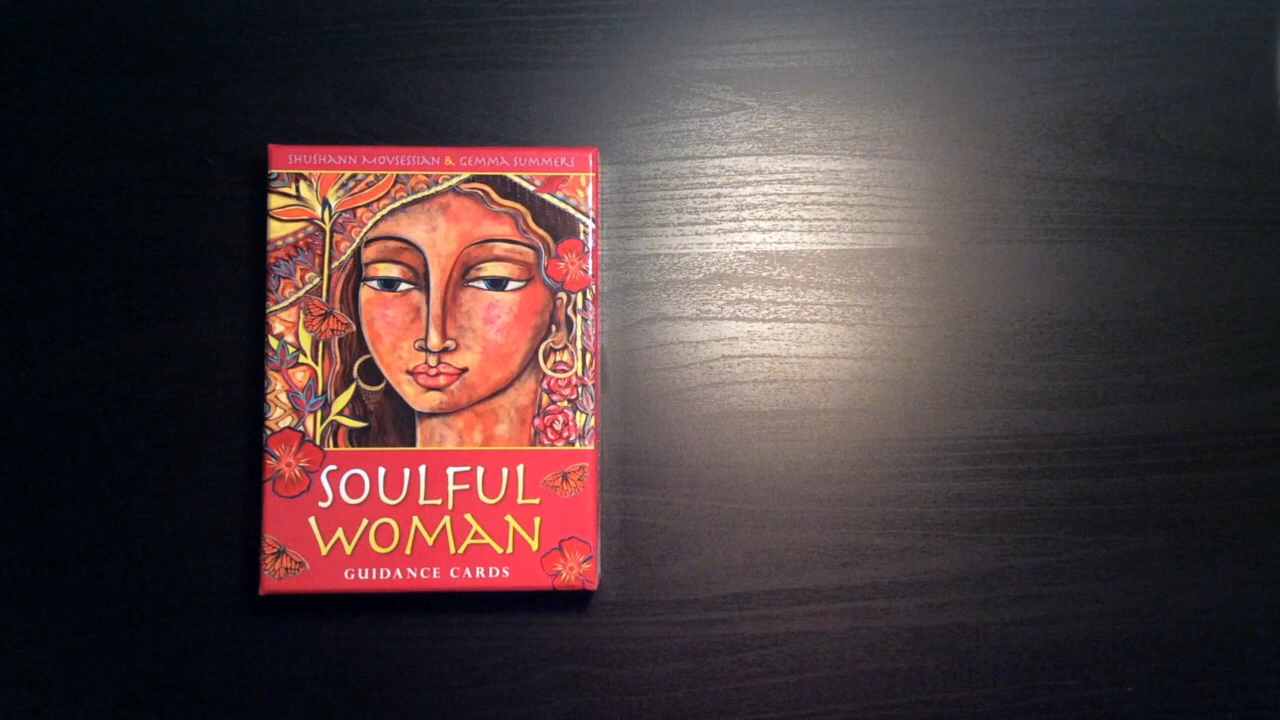 SHUSHANN MOVSESSIAN & GEMMA SUMMERS
SOULFUL
WOMAN
GUIDANCE CARDS